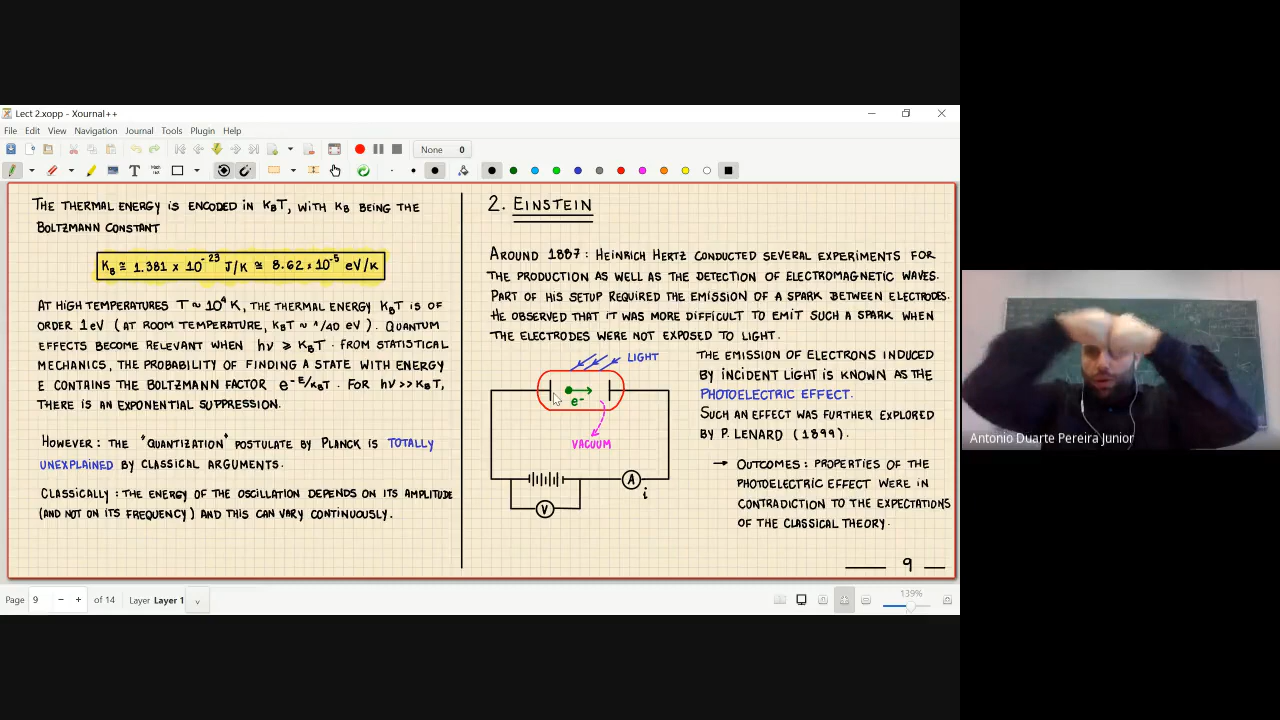 Lect 2.xopp - Xournal++
File Edit View Navigation Journal Tools Plugin Help
None 0
THE THERMAL ENERGY IS ENCODED IN KBT, WITH KB BEING THE
BOLTZMANN CONSTANT
KB ≅ 1.381 x 10^-23 J/K ≅ 8.62 x 10^-5 eV/K
AT HIGH TEMPERATURES T ~ 10^4 K, THE THERMAL ENERGY KBT IS OF
ORDER 1eV (AT ROOM TEMPERATURE, KBT ~ 1/40 eV). QUANTUM
EFFECTS BECOME RELEVANT WHEN hν ⩾ KBT. FROM STATISTICAL
MECHANICS, THE PROBABILITY OF FINDING A STATE WITH ENERGY
E CONTAINS THE BOLTZMANN FACTOR e^-E/KBT. FOR hν >> KBT,
THERE IS AN EXPONENTIAL SUPPRESSION.
HOWEVER: THE "QUANTIZATION" POSTULATE BY PLANCK IS TOTALLY
UNEXPLAINED BY CLASSICAL ARGUMENTS.
CLASSICALLY: THE ENERGY OF THE OSCILLATION DEPENDS ON ITS AMPLITUDE
(AND NOT ON ITS FREQUENCY) AND THIS CAN VARY CONTINUOUSLY.
2. EINSTEIN
AROUND 1887: HEINRICH HERTZ CONDUCTED SEVERAL EXPERIMENTS FOR
THE PRODUCTION AS WELL AS THE DETECTION OF ELECTROMAGNETIC WAVES.
PART OF HIS SETUP REQUIRED THE EMISSION OF A SPARK BETWEEN ELECTRODES.
HE OBSERVED THAT IT WAS MORE DIFFICULT TO EMIT SUCH A SPARK WHEN
THE ELECTRODES WERE NOT EXPOSED TO LIGHT.
LIGHT
e-
VACUUM
A
i
V
THE EMISSION OF ELECTRONS INDUCED
BY INCIDENT LIGHT IS KNOWN AS THE
PHOTOELECTRIC EFFECT.
SUCH AN EFFECT WAS FURTHER EXPLORED
BY P. LENARD (1899).
→ OUTCOMES: PROPERTIES OF THE
PHOTOELECTRIC EFFECT WERE IN
CONTRADICTION TO THE EXPECTATIONS
OF THE CLASSICAL THEORY.
9
Page 9 − + of 14 Layer Layer 1
139%
Antonio Duarte Pereira Junior